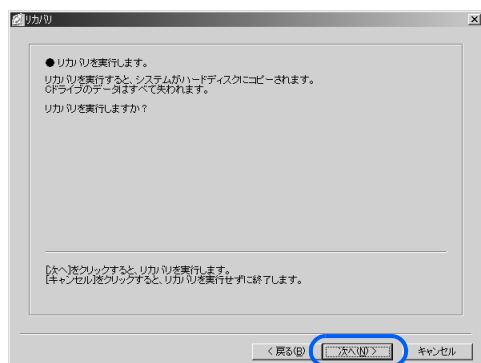 リカバリ
●リカバリを実行します。
リカバリを実行すると、システムがハードディスクにコピーされます。
Cドライブのデータはすべて失われます。
リカバリを実行しますか？
[次へ]をクリックすると、リカバリを実行します。
[キャンセル]をクリックすると、リカバリを実行せずに終了します。
< 戻る(B) 次へ(N) > キャンセル